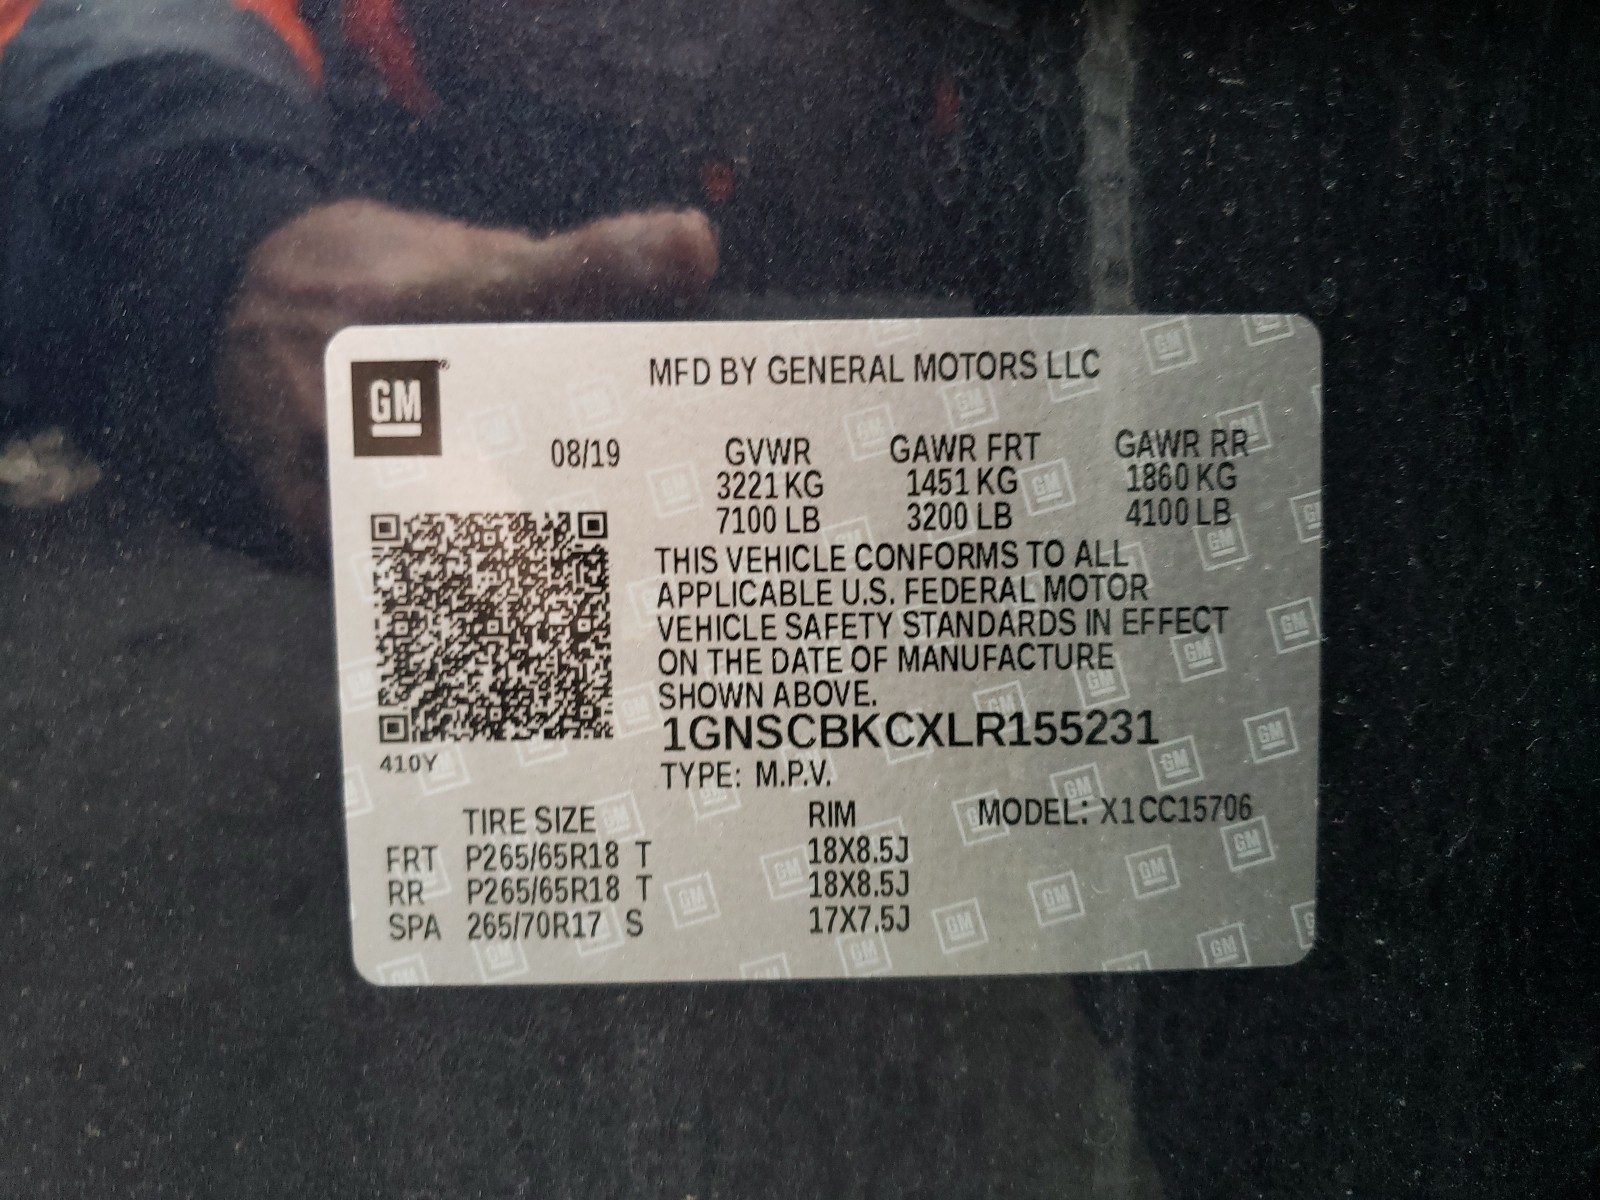 GM
MFD BY GENERAL MOTORS LLC
08/19 GVWR GAWR FRT GAWR RR
3221 KG 1451 KG 1860 KG
7100 LB 3200 LB 4100 LB
THIS VEHICLE CONFORMS TO ALL
APPLICABLE U.S. FEDERAL MOTOR
VEHICLE SAFETY STANDARDS IN EFFECT
ON THE DATE OF MANUFACTURE
SHOWN ABOVE.
1GNSCBKCXLR155231
410Y
TYPE: M.P.V.
TIRE SIZE RIM MODEL: X1CC15706
FRT P265/65R18 T 18X8.5J
RR P265/65R18 T 18X8.5J
SPA 265/70R17 S 17X7.5J